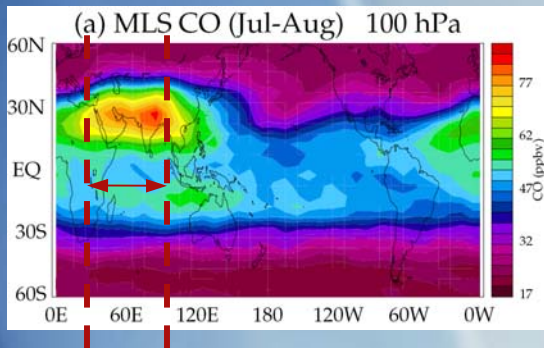 (a) MLS CO (Jul-Aug) 100 hPa
60N
30N
EQ
30S
60S
0E 60E 120E 180 120W 60W 0W
77
62
47
32
17
CO (ppbv)